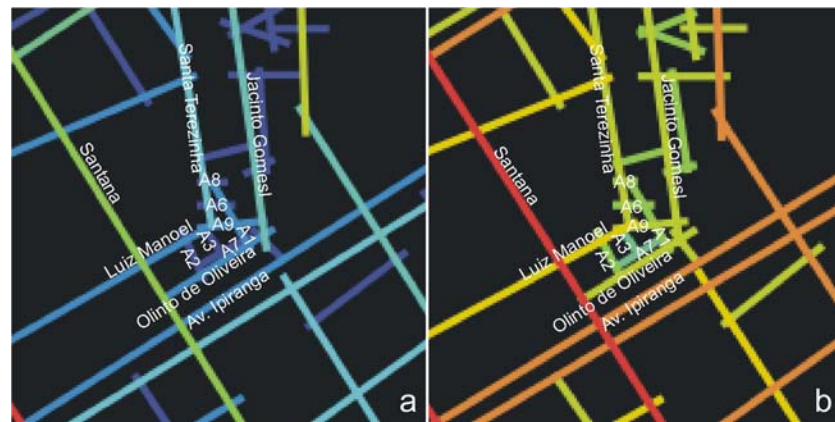 Santa Terezinha
Jacinto Gomesl
Santana
A8
A6
A9
Luiz Manoel
A3
A1
A2
A7
Olinto de Oliveira
Av. Ipiranga
a
Santa Terezinha
Jacinto Gomesl
Santana
A8
A6
A9
Luiz Manoel
A3
A1
A2
A7
Olinto de Oliveira
Av. Ipiranga
b